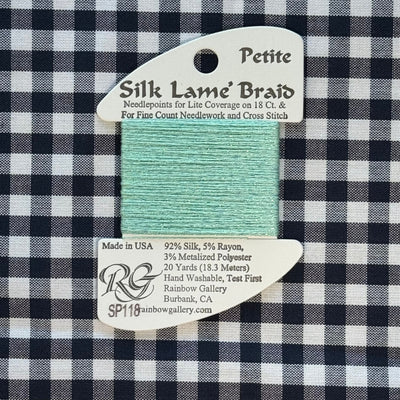 Petite
Silk Lame' Braid
Needlepoints for Lite Coverage on 18 Ct. &
For Fine Count Needlework and Cross Stitch
Made in USA
92% Silk, 5% Rayon,
3% Metalized Polyester
20 Yards (18.3 Meters)
Hand Washable, Test First
Rainbow Gallery
Burbank, CA
rainbowgallery.com
RG
SP118